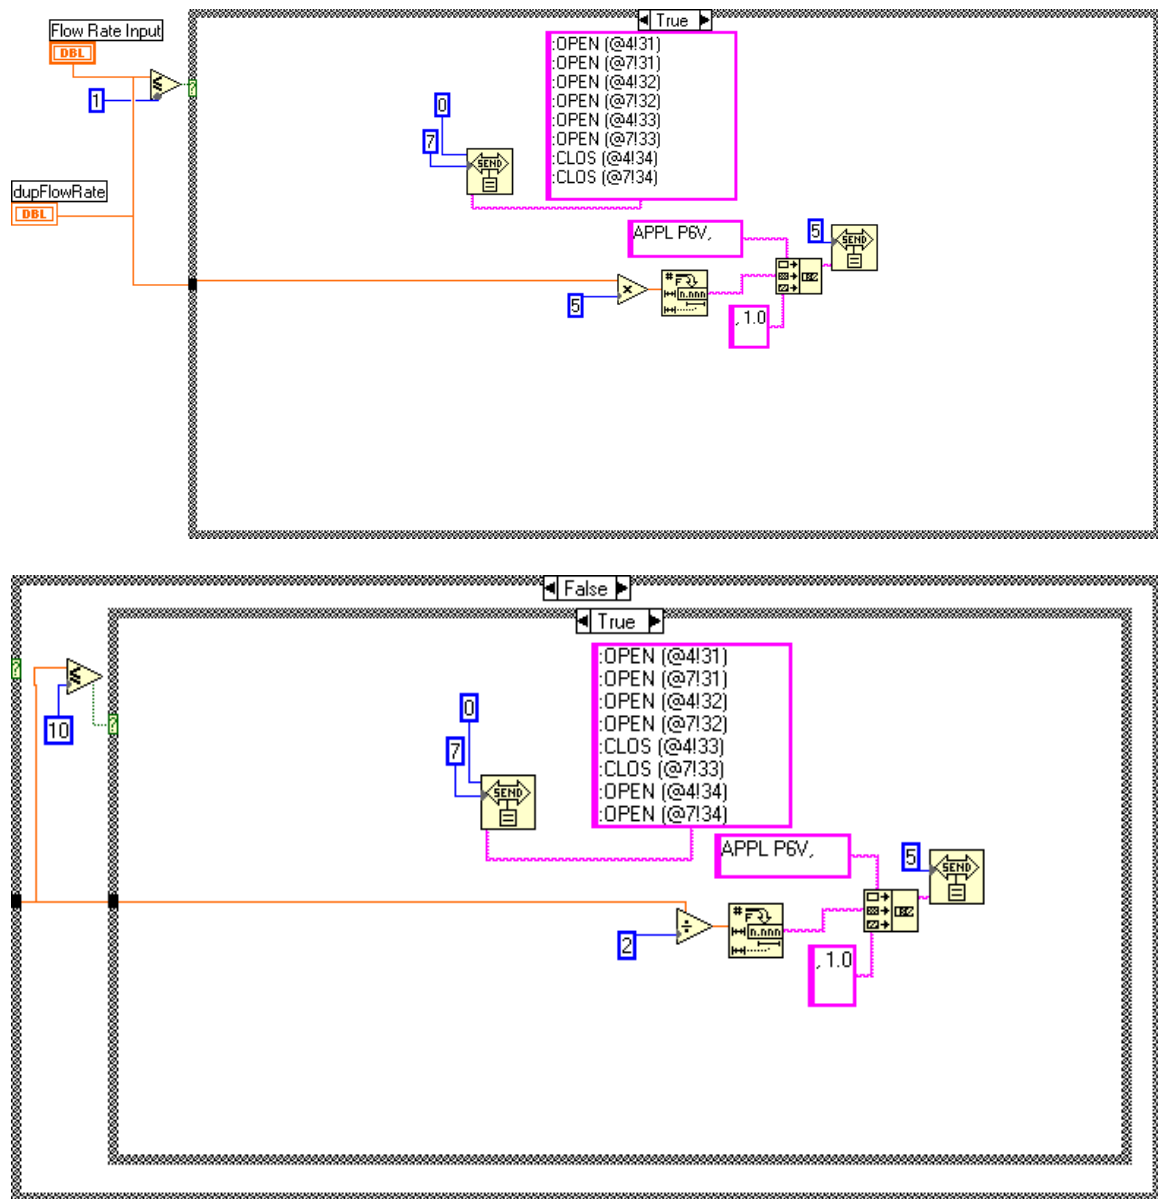 True
Flow Rate Input
DBL
1
dupFlowRate
DBL
:OPEN (@4!31)
:OPEN (@7!31)
:OPEN (@4!32)
:OPEN (@7!32)
:OPEN (@4!33)
:OPEN (@7!33)
:CLOS (@4!34)
:CLOS (@7!34)
0
7
SEND
APPL P6V,
5
SEND
5
# F
n.nnn
, 1.0
False
True
?
?
10
:OPEN (@4!31)
:OPEN (@7!31)
:OPEN (@4!32)
:OPEN (@7!32)
:CLOS (@4!33)
:CLOS (@7!33)
:OPEN (@4!34)
:OPEN (@7!34)
0
7
SEND
APPL P6V,
5
SEND
2
# F
n.nnn
, 1.0